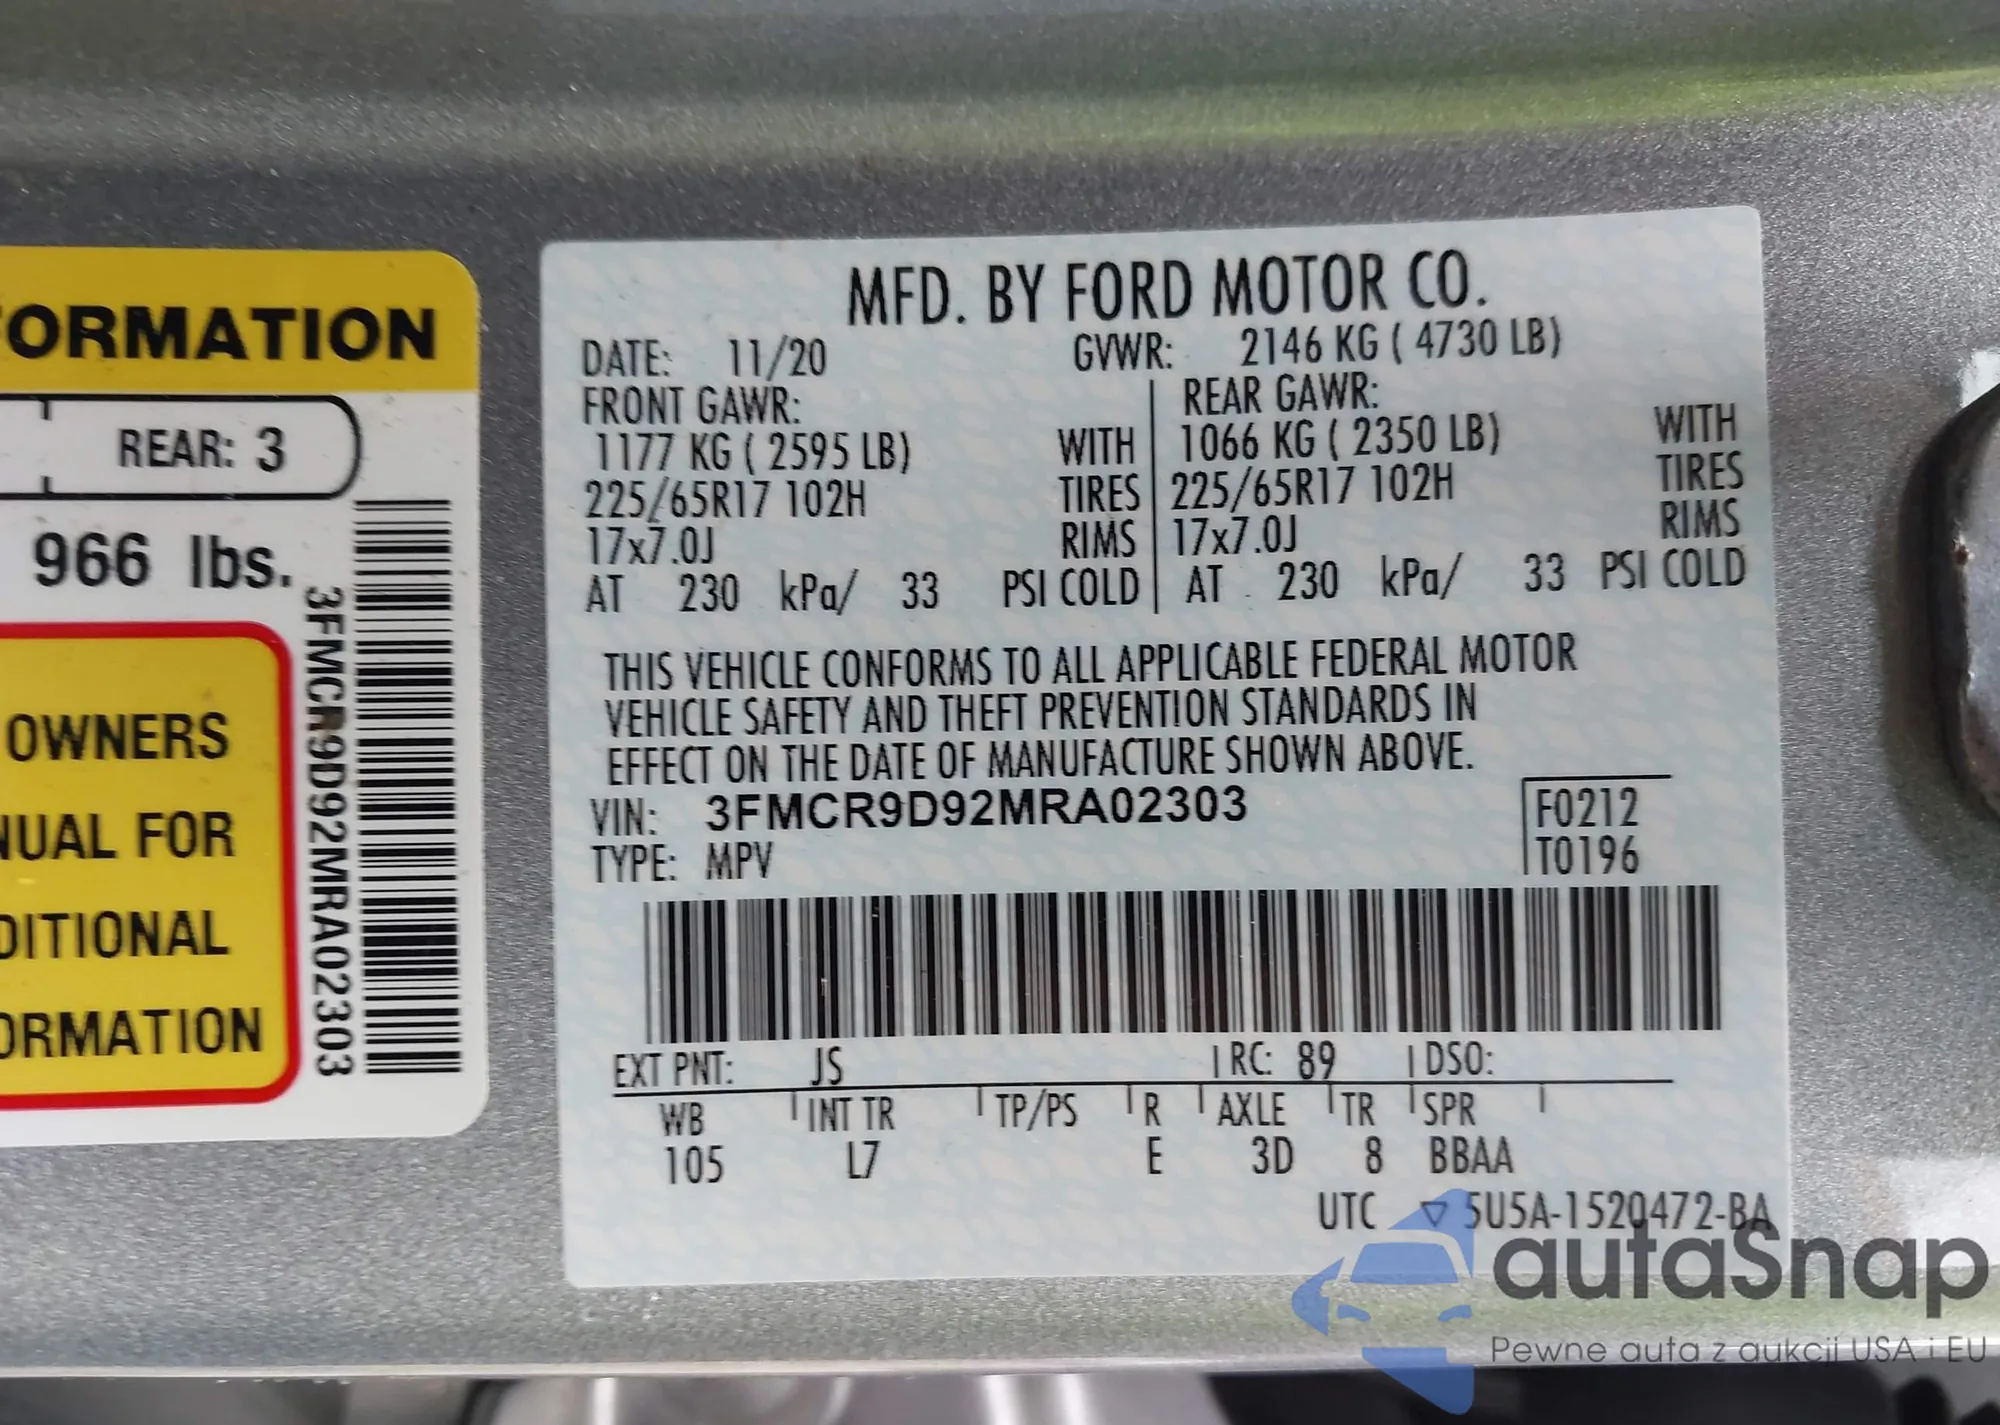 ORMATION
REAR: 3
966 lbs.
OWNERS
NUAL FOR
DITIONAL
ORMATION
3FMCR9D92MRA02303
MFD. BY FORD MOTOR CO.
DATE: 11/20 GVWR: 2146 KG ( 4730 LB)
FRONT GAWR: REAR GAWR:
1177 KG ( 2595 LB) WITH 1066 KG ( 2350 LB) WITH
225/65R17 102H TIRES 225/65R17 102H TIRES
17x7.0J RIMS 17x7.0J RIMS
AT 230 kPa/ 33 PSI COLD AT 230 kPa/ 33 PSI COLD
THIS VEHICLE CONFORMS TO ALL APPLICABLE FEDERAL MOTOR
VEHICLE SAFETY AND THEFT PREVENTION STANDARDS IN
EFFECT ON THE DATE OF MANUFACTURE SHOWN ABOVE.
VIN: 3FMCR9D92MRA02303 F0212
TYPE: MPV T0196
EXT PNT: JS RC: 89 DSO:
WB INT TR TP/PS R AXLE TR SPR
105 L7 E 3D 8 BBAA
UTC ▽ 5U5A-1520472-BA
autaSnap
Pewne auta z aukcji USA i EU